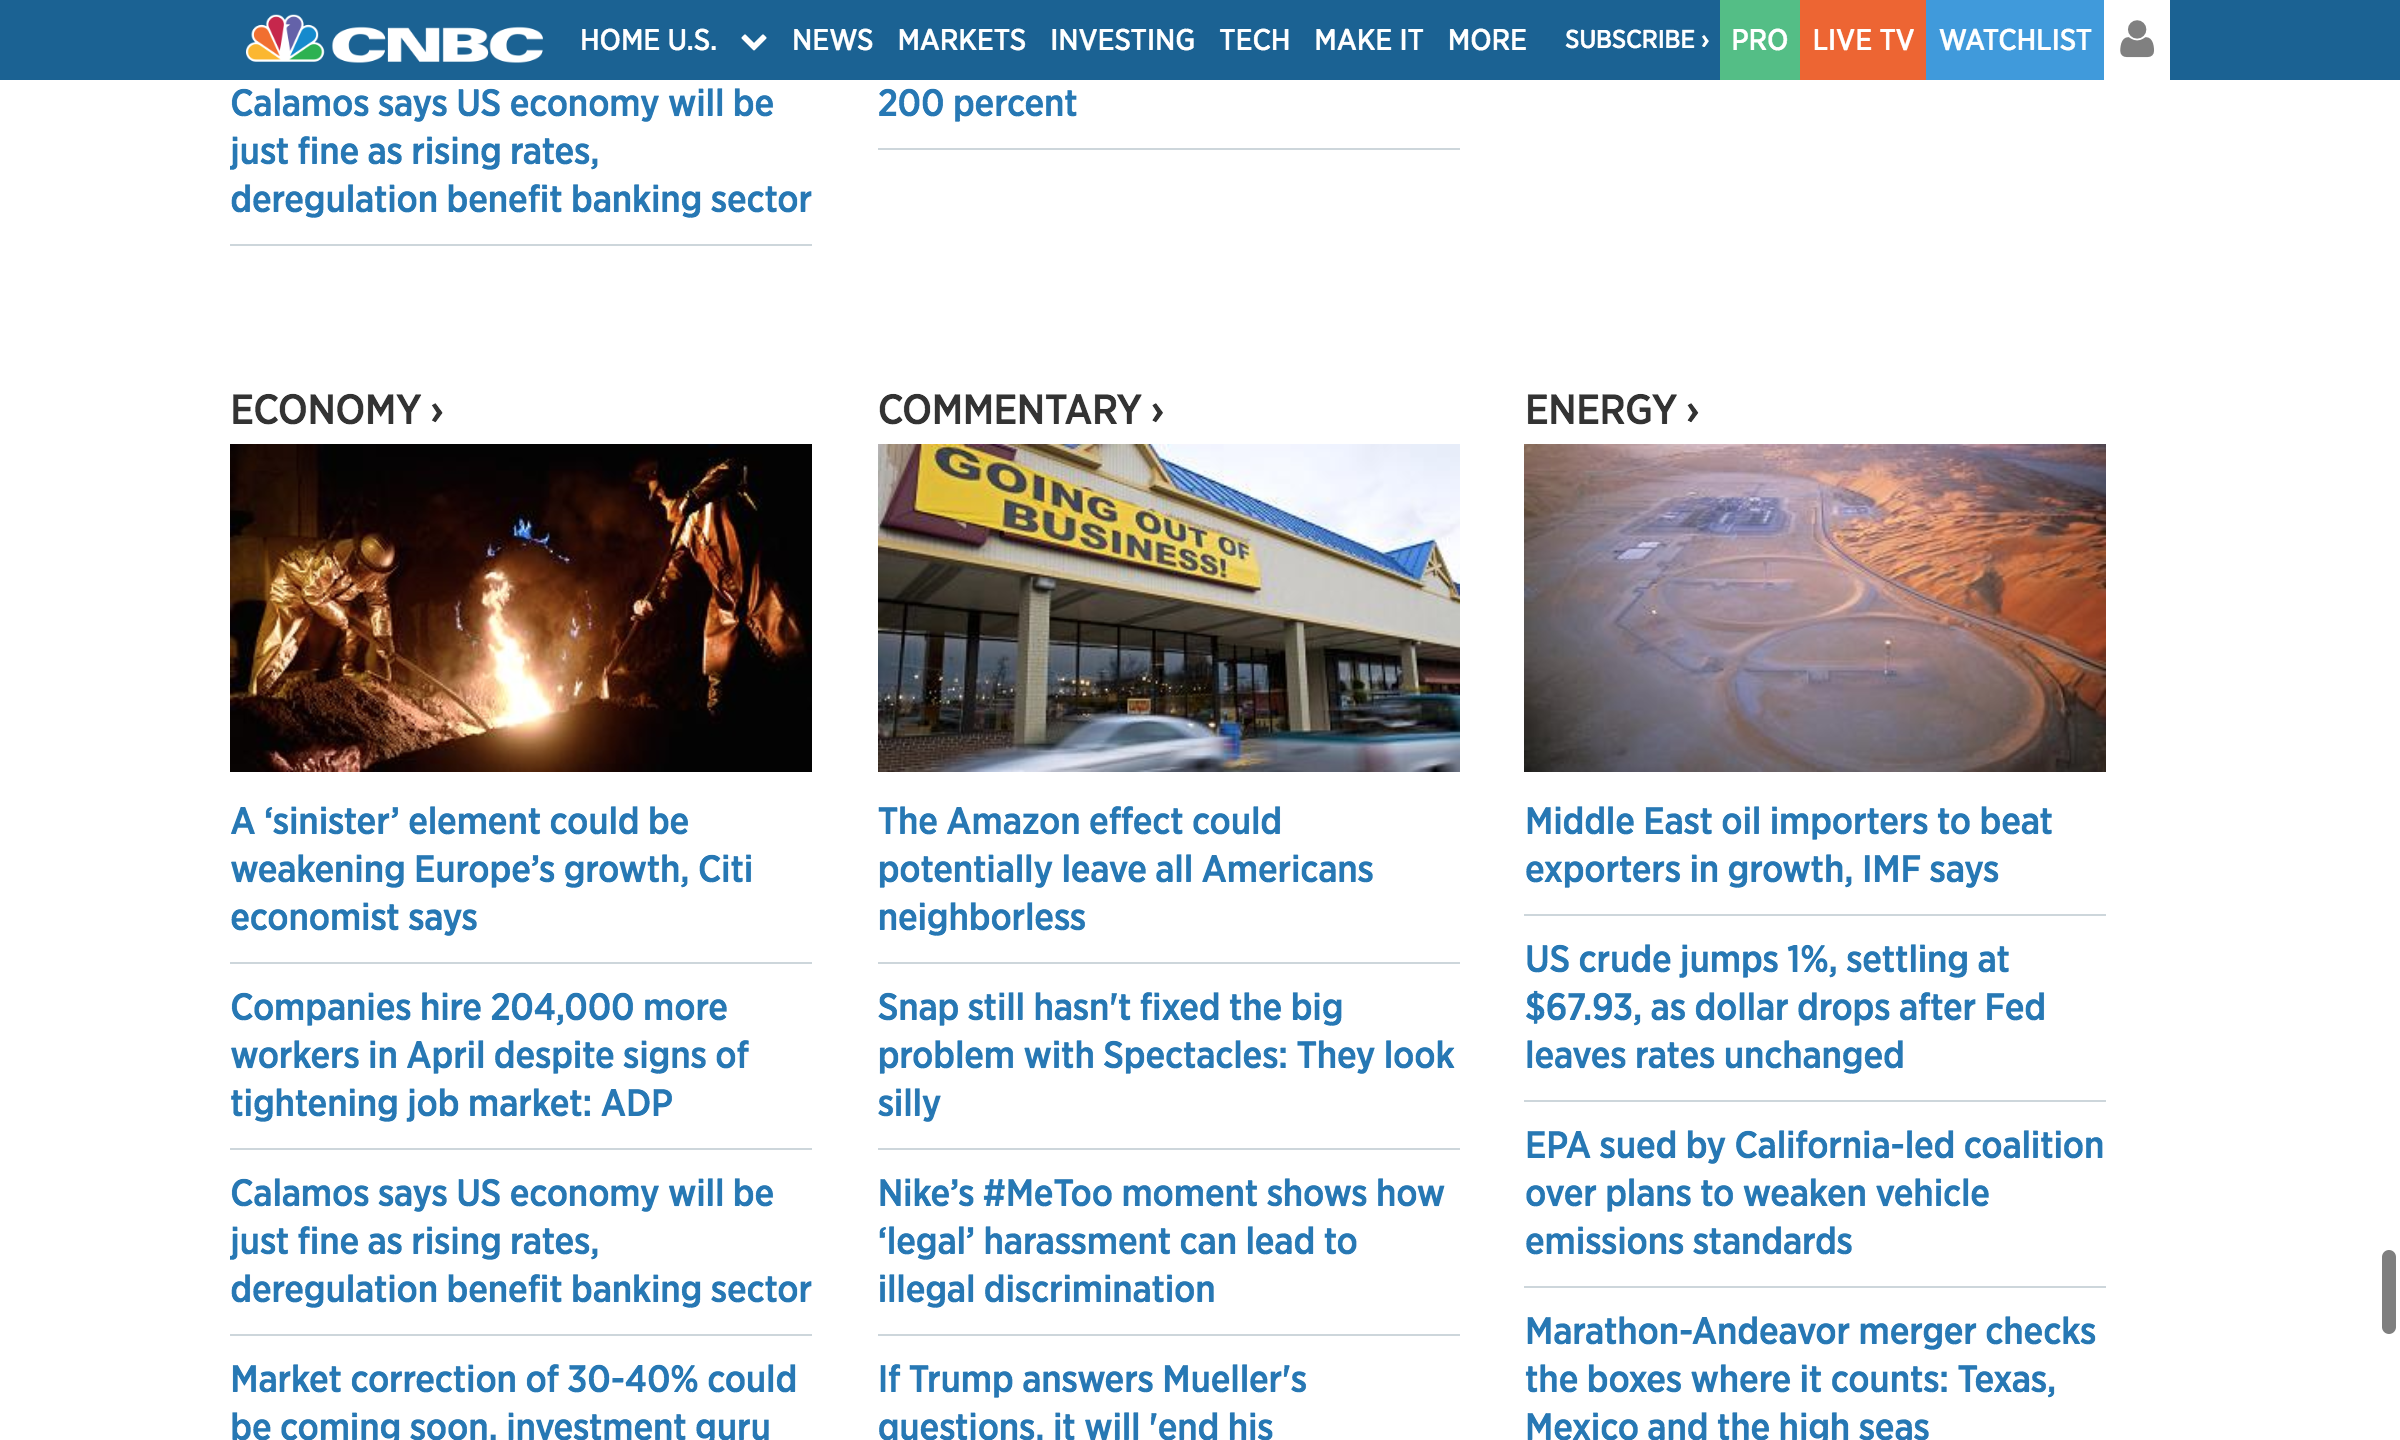 CNBC HOME U.S. NEWS MARKETS INVESTING TECH MAKE IT MORE SUBSCRIBE › PRO LIVE TV WATCHLIST
Calamos says US economy will be
just fine as rising rates,
deregulation benefit banking sector
200 percent
ECONOMY ›
A ‘sinister’ element could be
weakening Europe’s growth, Citi
economist says
Companies hire 204,000 more
workers in April despite signs of
tightening job market: ADP
Calamos says US economy will be
just fine as rising rates,
deregulation benefit banking sector
Market correction of 30-40% could
be coming soon, investment guru
COMMENTARY ›
GOING OUT OF
BUSINESS!
The Amazon effect could
potentially leave all Americans
neighborless
Snap still hasn't fixed the big
problem with Spectacles: They look
silly
Nike’s #MeToo moment shows how
‘legal’ harassment can lead to
illegal discrimination
If Trump answers Mueller's
questions, it will 'end his
ENERGY ›
Middle East oil importers to beat
exporters in growth, IMF says
US crude jumps 1%, settling at
$67.93, as dollar drops after Fed
leaves rates unchanged
EPA sued by California-led coalition
over plans to weaken vehicle
emissions standards
Marathon-Andeavor merger checks
the boxes where it counts: Texas,
Mexico and the high seas